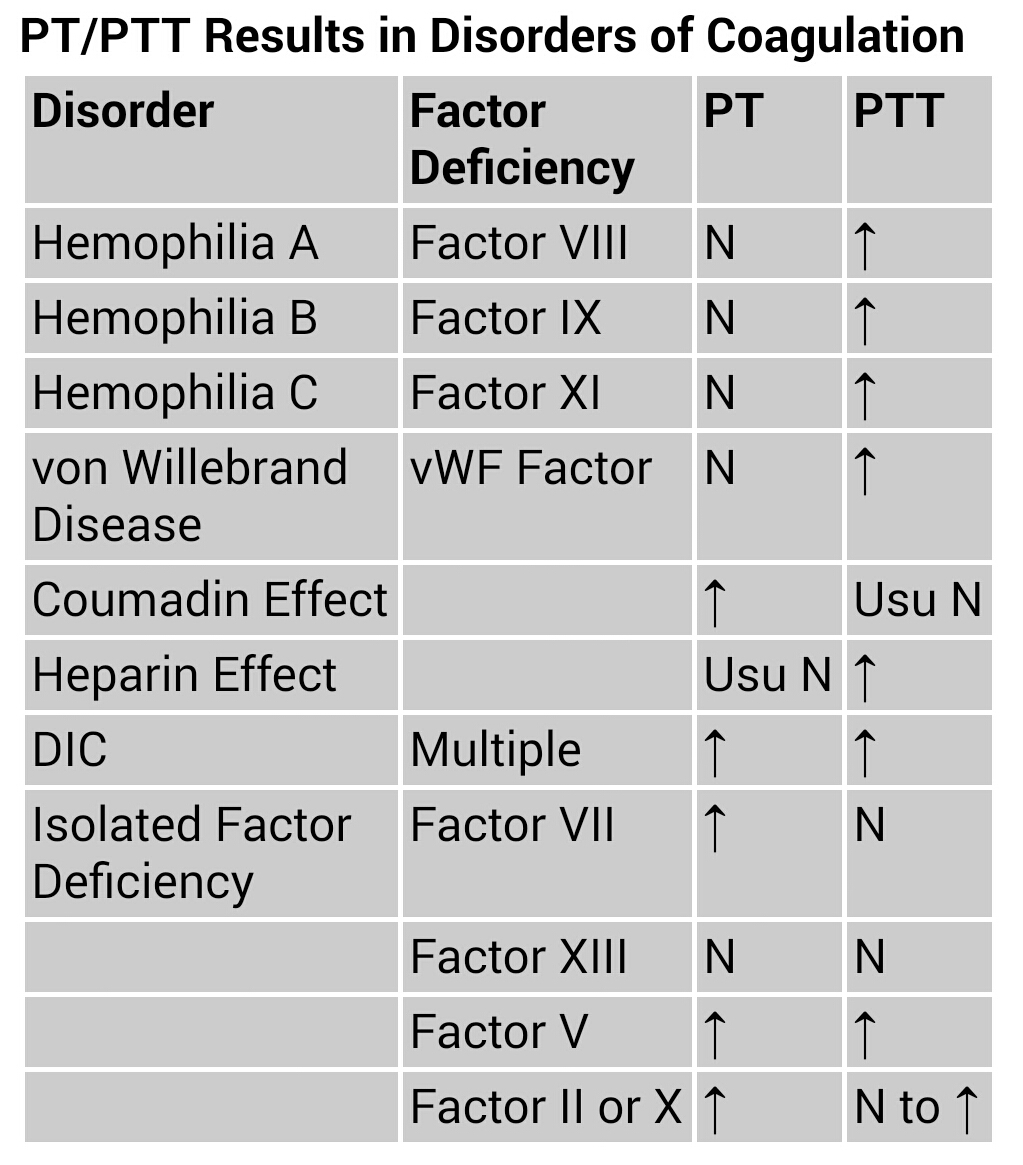 PT/PTT Results in Disorders of Coagulation
Disorder Factor Deficiency PT PTT
Hemophilia A Factor VIII N ↑
Hemophilia B Factor IX N ↑
Hemophilia C Factor XI N ↑
von Willebrand Disease vWF Factor N ↑
Coumadin Effect ↑ Usu N
Heparin Effect Usu N ↑
DIC Multiple ↑ ↑
Isolated Factor Deficiency Factor VII ↑ N
Factor XIII N N
Factor V ↑ ↑
Factor II or X ↑ N to ↑